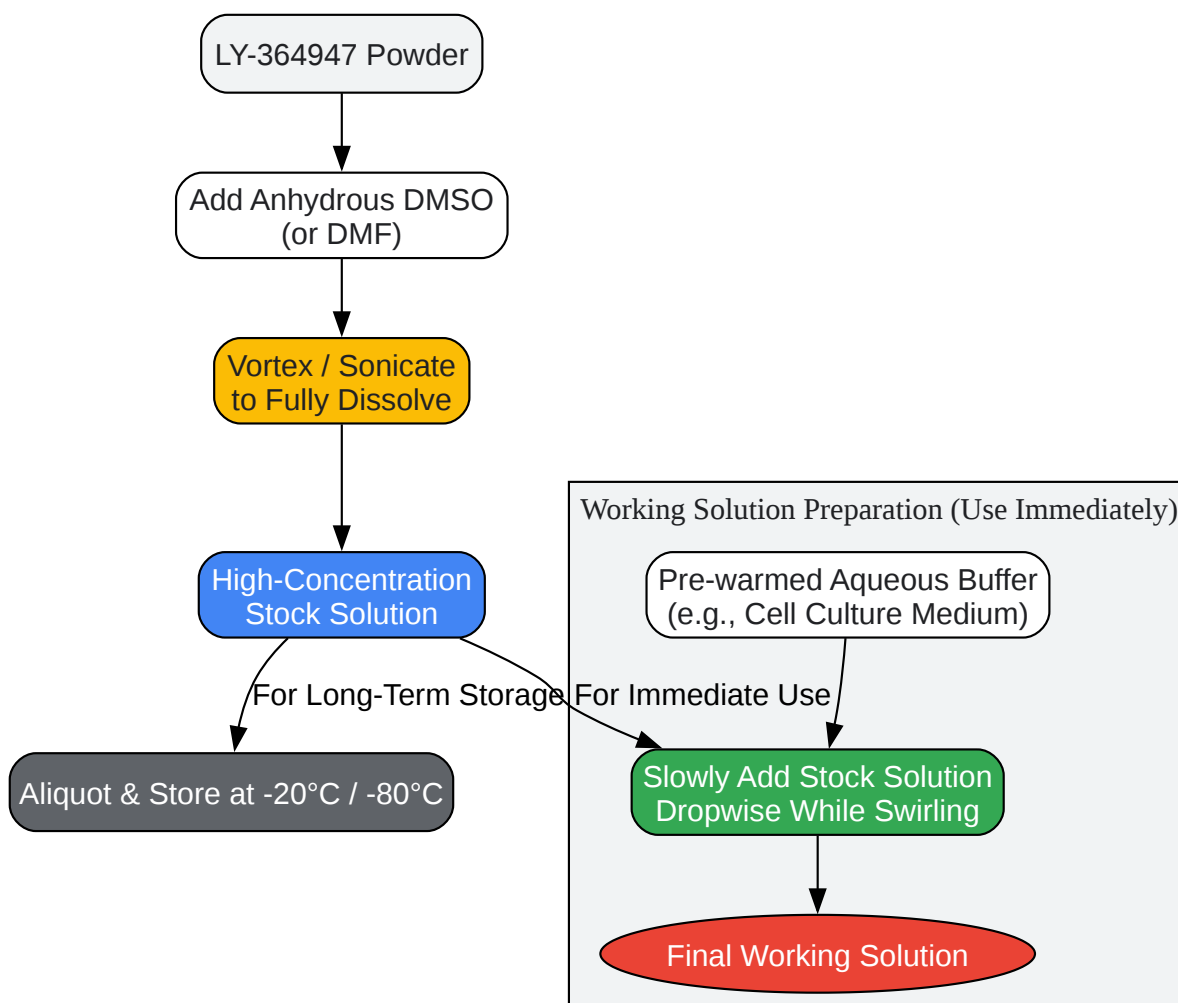 LY-364947 Powder
Add Anhydrous DMSO
(or DMF)
Vortex / Sonicate
to Fully Dissolve
Working Solution Preparation (Use Immediately)
High-Concentration
Stock Solution
Pre-warmed Aqueous Buffer
(e.g., Cell Culture Medium)
For Long-Term Storage
For Immediate Use
Aliquot & Store at -20°C / -80°C
Slowly Add Stock Solution
Dropwise While Swirling
Final Working Solution